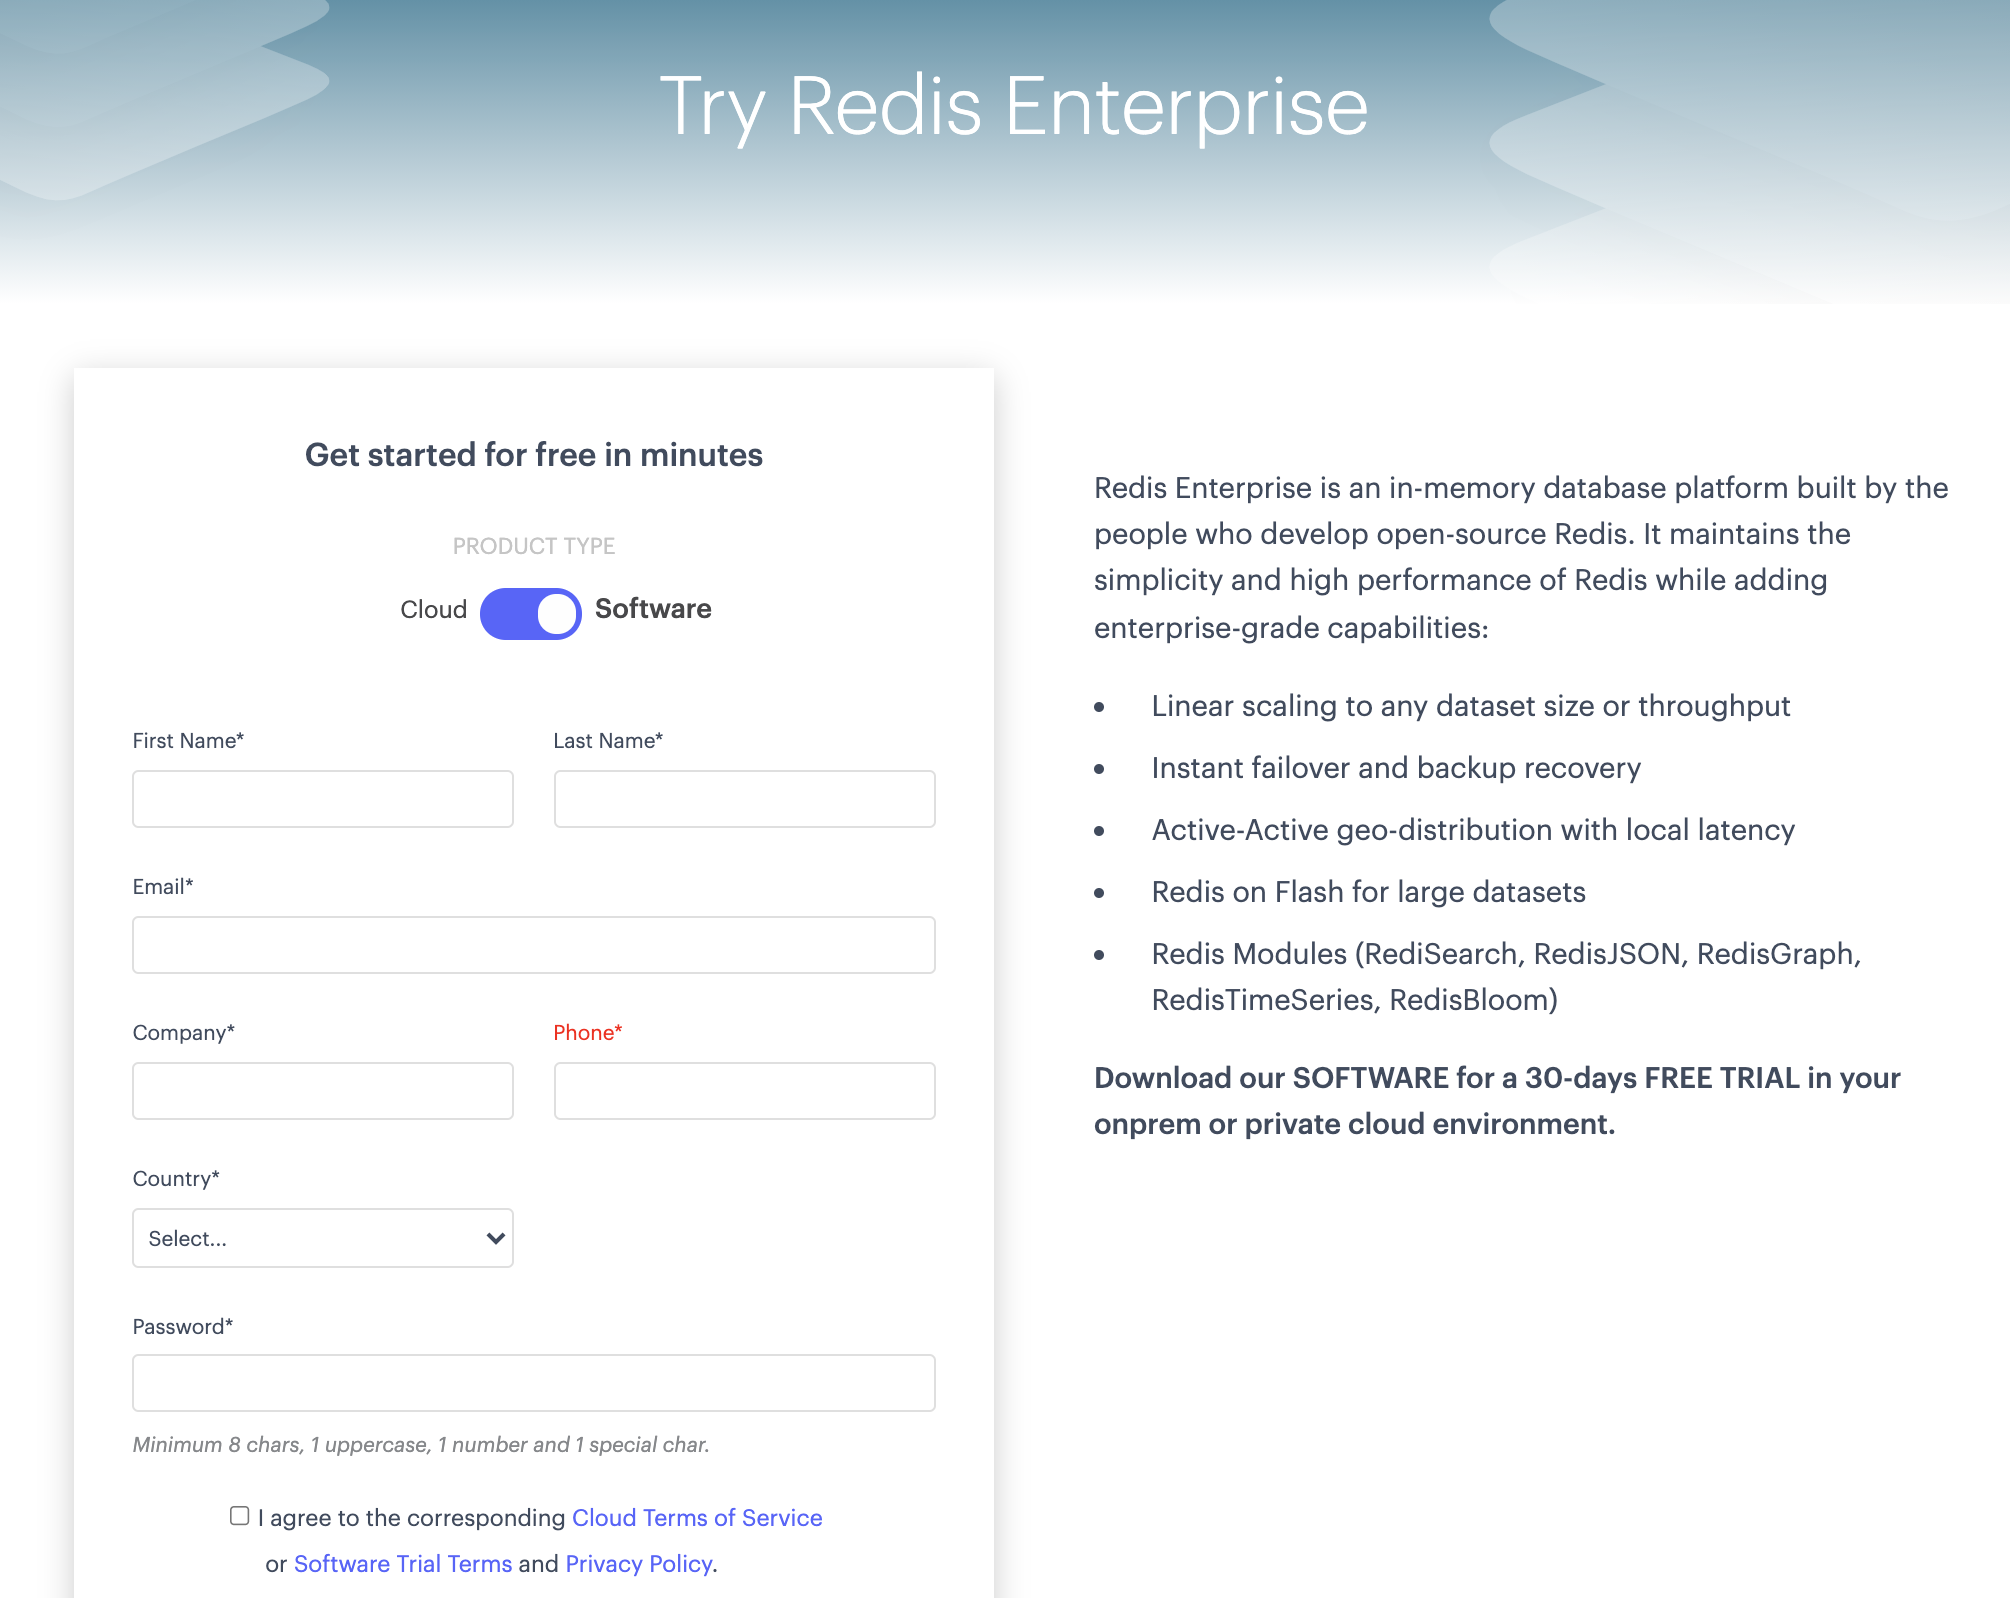 Try Redis Enterprise
Get started for free in minutes
PRODUCT TYPE
Cloud Software
First Name* Last Name*
Email*
Company* Phone*
Country*
Select...
Password*
Minimum 8 chars, 1 uppercase, 1 number and 1 special char.
I agree to the corresponding Cloud Terms of Service
or Software Trial Terms and Privacy Policy.
Redis Enterprise is an in-memory database platform built by the
people who develop open-source Redis. It maintains the
simplicity and high performance of Redis while adding
enterprise-grade capabilities:
• Linear scaling to any dataset size or throughput
• Instant failover and backup recovery
• Active-Active geo-distribution with local latency
• Redis on Flash for large datasets
• Redis Modules (RediSearch, RedisJSON, RedisGraph,
RedisTimeSeries, RedisBloom)
Download our SOFTWARE for a 30-days FREE TRIAL in your
onprem or private cloud environment.